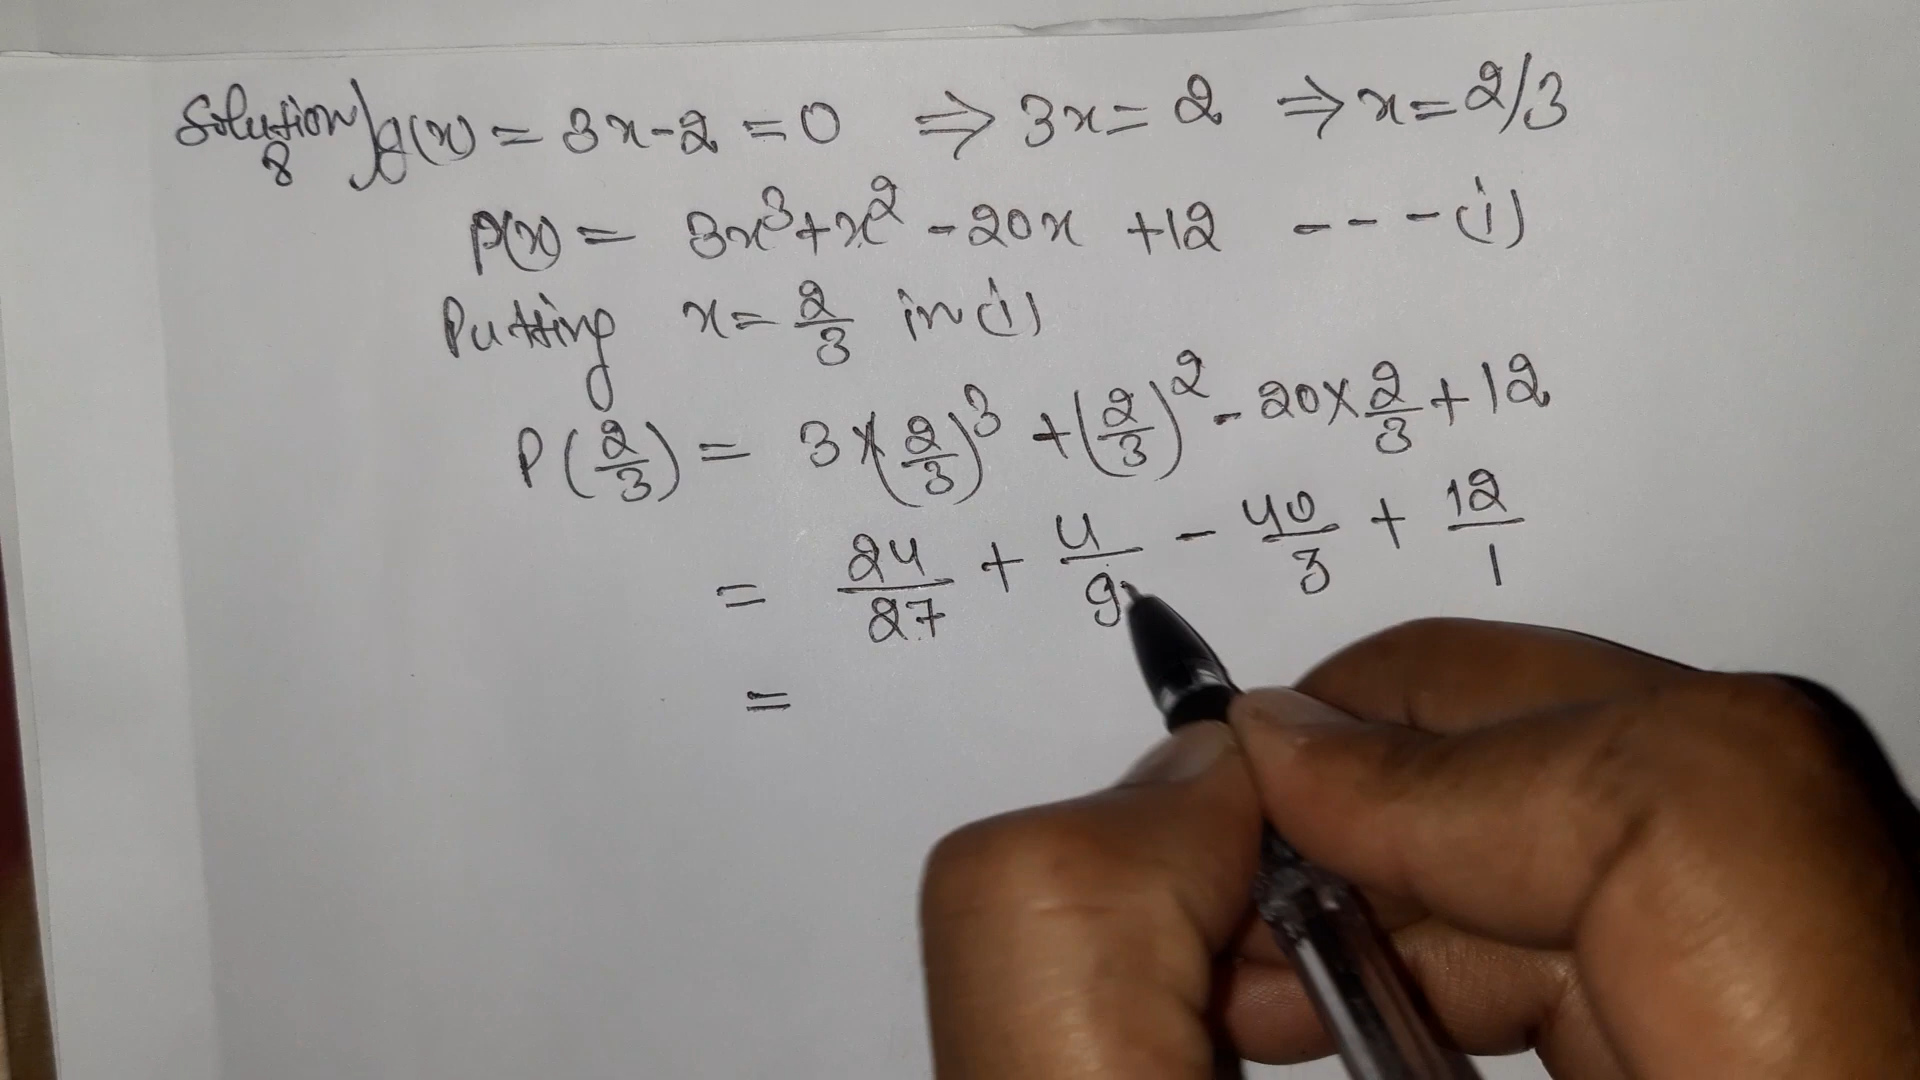 Solution 8) g(x) = 3x-2 = 0 ⇒ 3x = 2 ⇒ x = 2/3
P(x) = 3x³+x² -20x +12 - - - - (i)
Putting x = 2/3 in (i)
P(2/3) = 3×(2/3)³ + (2/3)² - 20×2/3 + 12
= 24/27 + 4/9 - 40/3 + 12/1
=